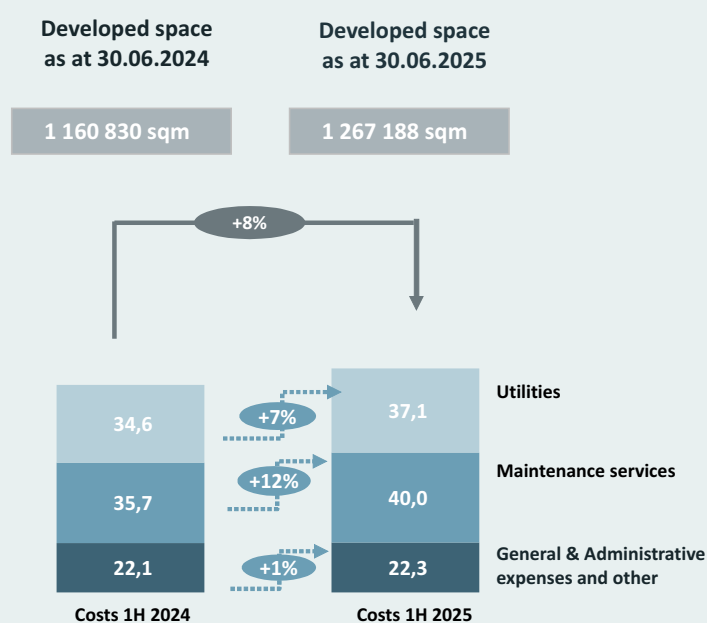 Developed space
as at 30.06.2024
Developed space
as at 30.06.2025
1 160 830 sqm
1 267 188 sqm
+8%
34,6
+7%
37,1
Utilities
35,7
+12%
40,0
Maintenance services
22,1
+1%
22,3
General & Administrative
expenses and other
Costs 1H 2024
Costs 1H 2025